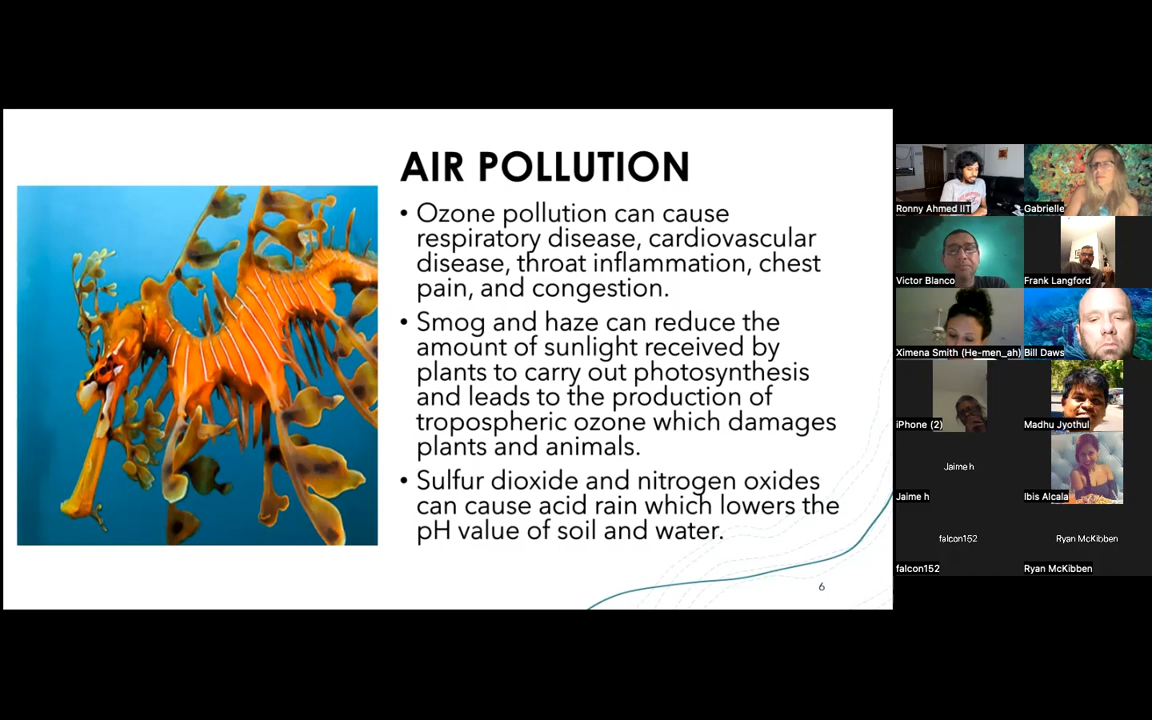 AIR POLLUTION
• Ozone pollution can cause
respiratory disease, cardiovascular
disease, throat inflammation, chest
pain, and congestion.
• Smog and haze can reduce the
amount of sunlight received by
plants to carry out photosynthesis
and leads to the production of
tropospheric ozone which damages
plants and animals.
• Sulfur dioxide and nitrogen oxides
can cause acid rain which lowers the
pH value of soil and water.
6
Ronny Ahmed IIT
Gabrielle
Victor Blanco
Frank Langford
Ximena Smith (He-men_ah)
Bill Daws
iPhone (2)
Madhu Jyothul
Jaime h
Jaime h
Ibis Alcala
falcon152
falcon152
Ryan McKibben
Ryan McKibben